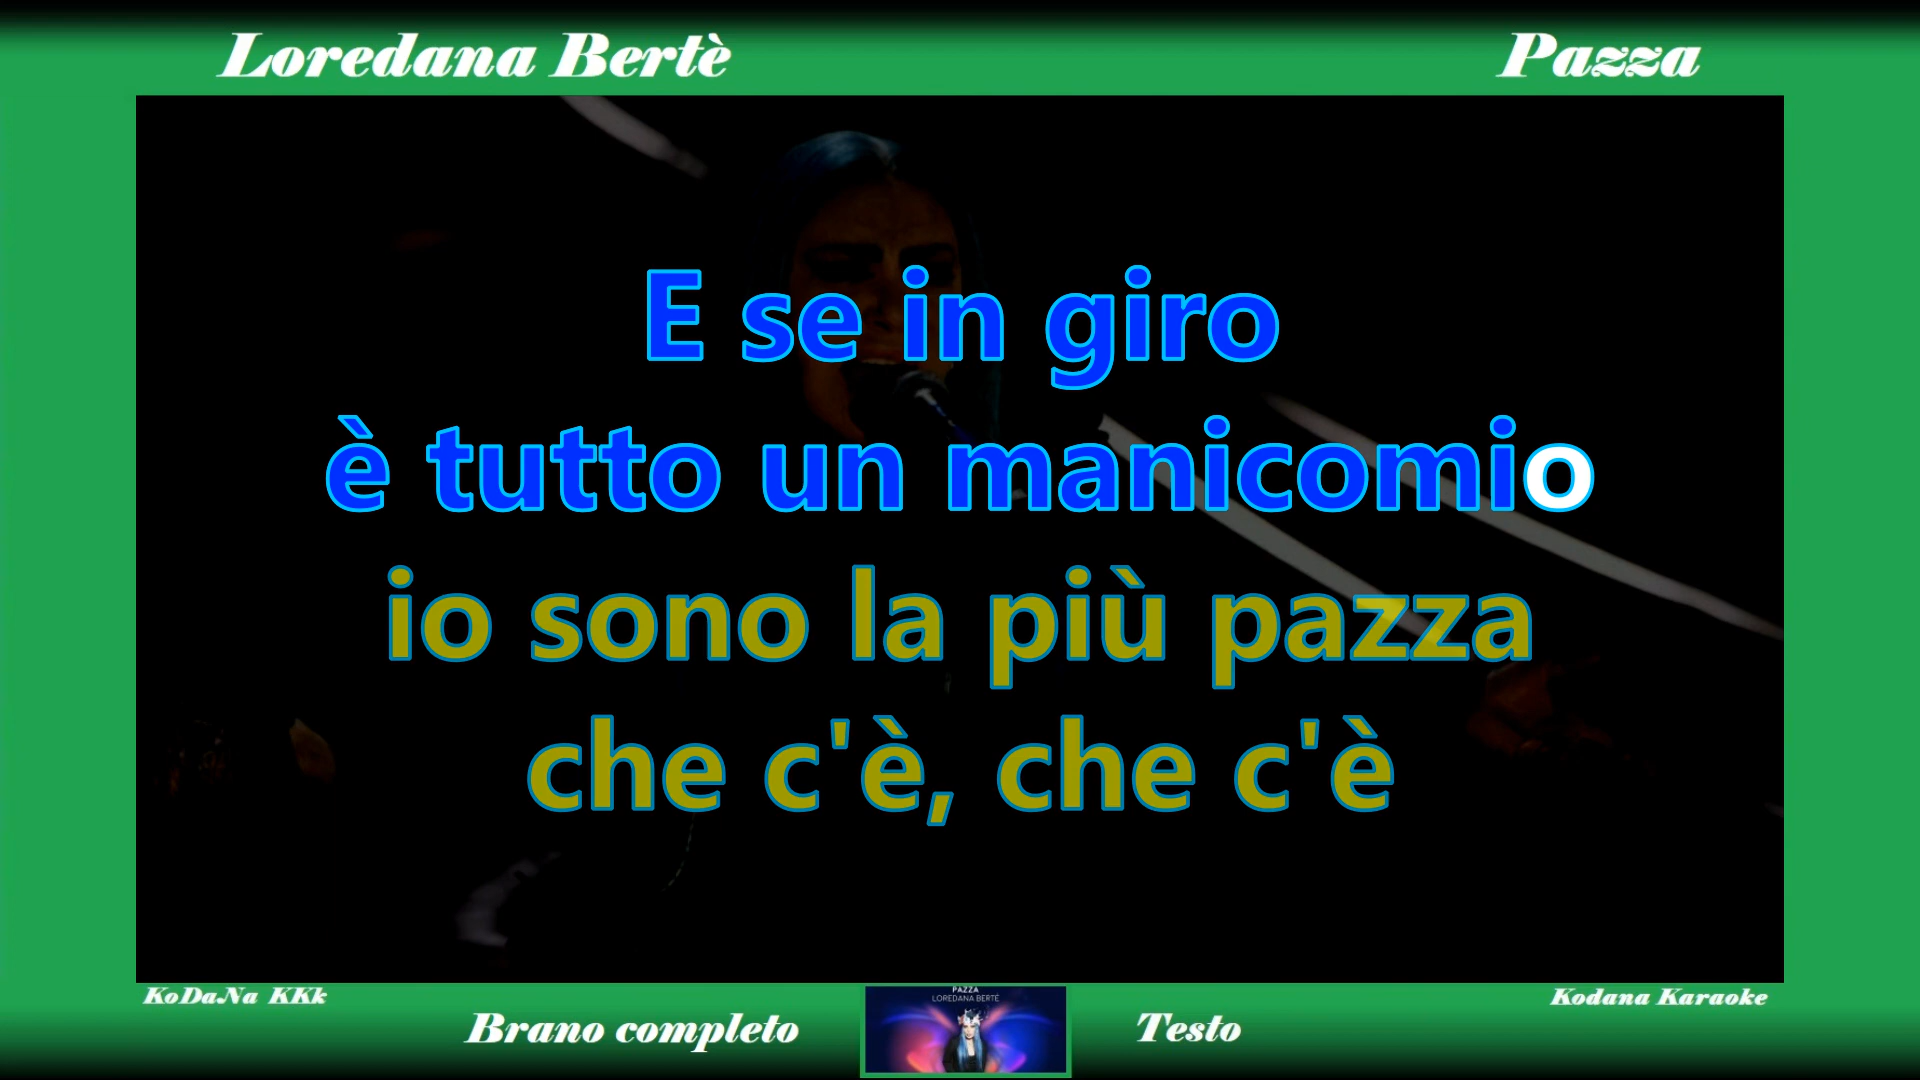 Loredana Bertè
Pazza
E se in giro
è tutto un manicomio
io sono la più pazza
che c'è, che c'è
KoDaNa KKk
Kodana Karaoke
Brano completo
PAZZA
LOREDANA BERTÈ
Testo